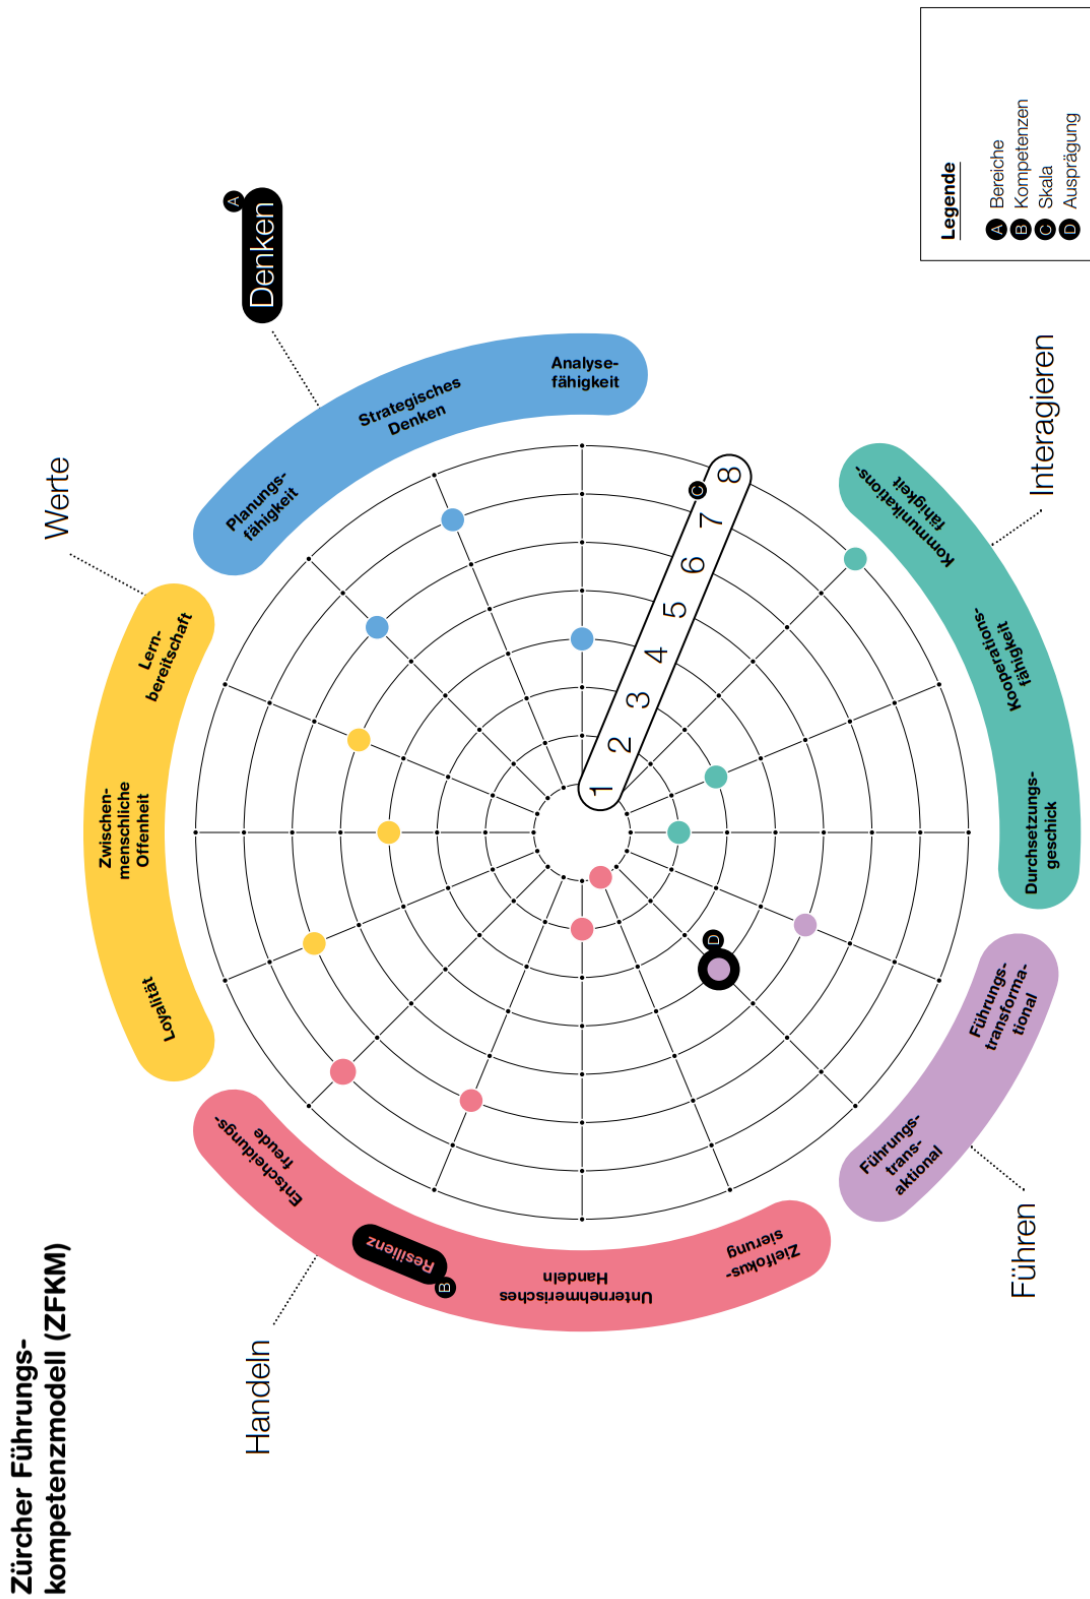 Zürcher Führungs-
kompetenzmodell (ZFKM)
Werte
Denken
A
Handeln
Führen
Interagieren
Loyalität
Zwischen-
menschliche
Offenheit
Lern-
bereitschaft
Planungs-
fähigkeit
Strategisches
Denken
Analyse-
fähigkeit
Kommunikations-
fähigkeit
Kooperations-
fähigkeit
Durchsetzungs-
geschick
Führungs-
transforma-
tional
Führungs-
trans-
aktional
Zielfokus-
sierung
Unternehmerisches
Handeln
Resilienz
B
Entscheidungs-
freude
1 2 3 4 5 6 7 8
C
D
Legende
A Bereiche
B Kompetenzen
C Skala
D Ausprägung